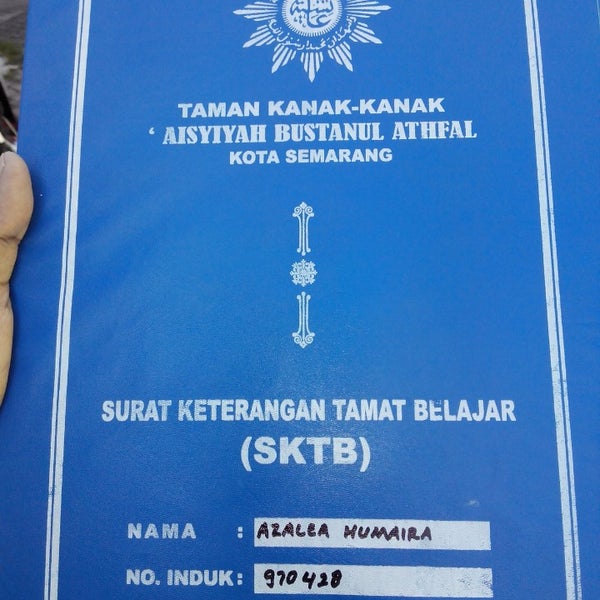 TAMAN KANAK-KANAK
‘ AISYIYAH BUSTANUL ATHFAL
KOTA SEMARANG
SURAT KETERANGAN TAMAT BELAJAR
(SKTB)
NAMA : AZALEA HUMAIRA
NO. INDUK : 970428